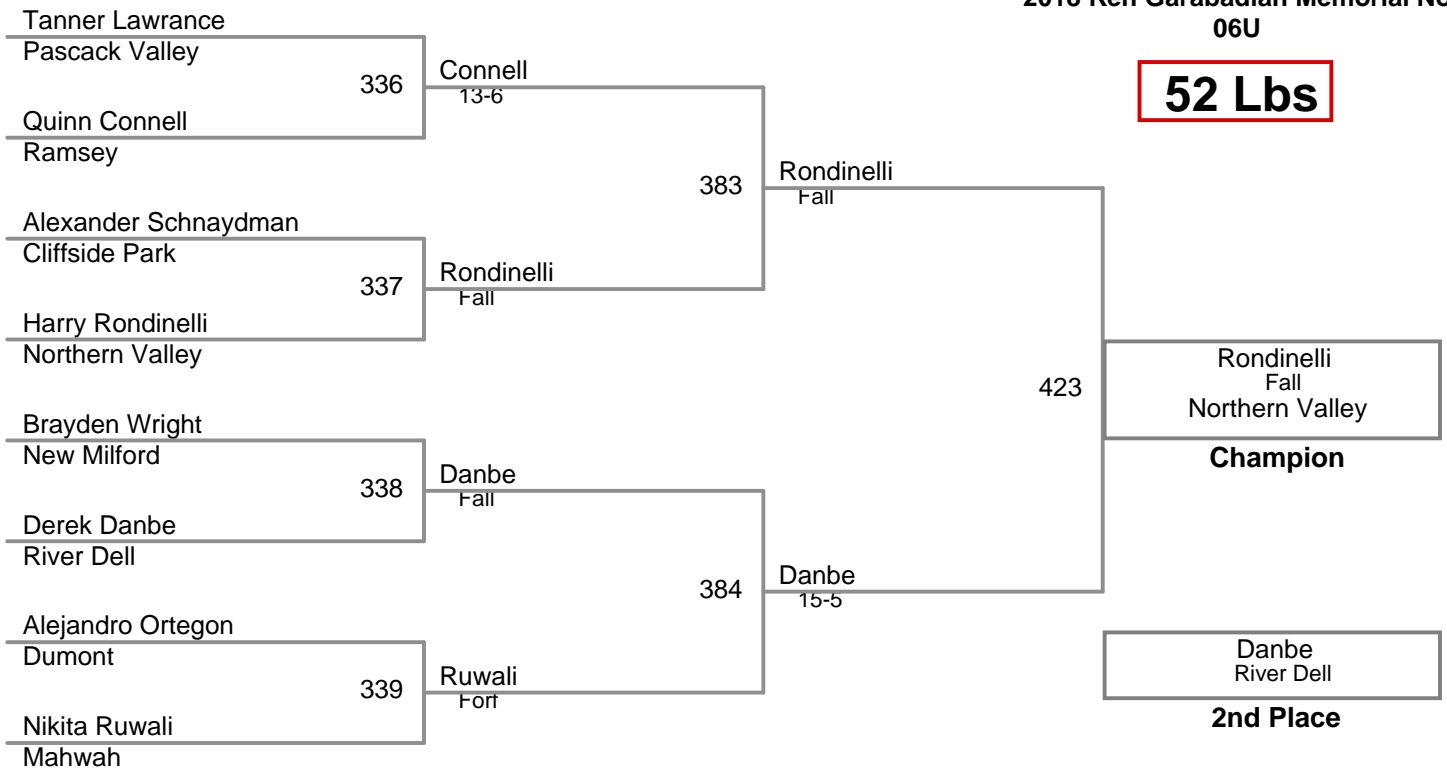 2018 Ken Garabadian Memorial
06U
52 Lbs
Tanner Lawrance
Pascack Valley
336
Connell
13-6
Quinn Connell
Ramsey
383
Rondinelli
Fall
Alexander Schnaydman
Cliffside Park
337
Rondinelli
Fall
Harry Rondinelli
Northern Valley
423
Rondinelli
Fall
Northern Valley
Champion
Brayden Wright
New Milford
338
Danbe
Fall
Derek Danbe
River Dell
384
Danbe
15-5
Alejandro Ortegon
Dumont
339
Ruwali
Forf
Nikita Ruwali
Mahwah
Danbe
River Dell
2nd Place